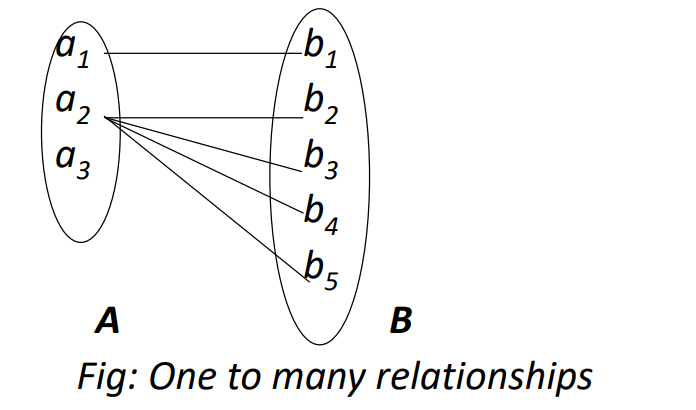 a1 b1
a2 b2
a3 b3
b4
b5
A B
Fig: One to many relationships